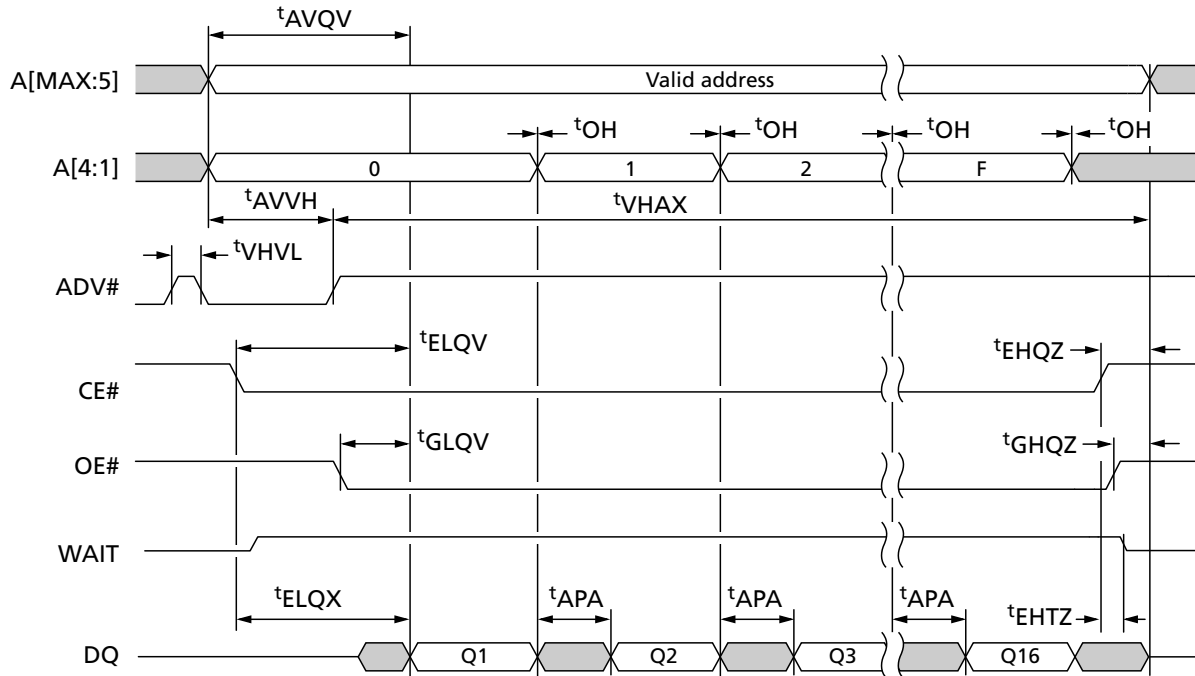 tAVQV
A[MAX:5]
Valid address
tOH tOH tOH tOH
A[4:1]
0 1 2 F
tAVVH
tVHAX
tVHVL
ADV#
tELQV
tEHQZ
CE#
tGLQV
tGHQZ
OE#
WAIT
tELQX
tAPA tAPA tAPA
tEHTZ
DQ
Q1 Q2 Q3 Q16